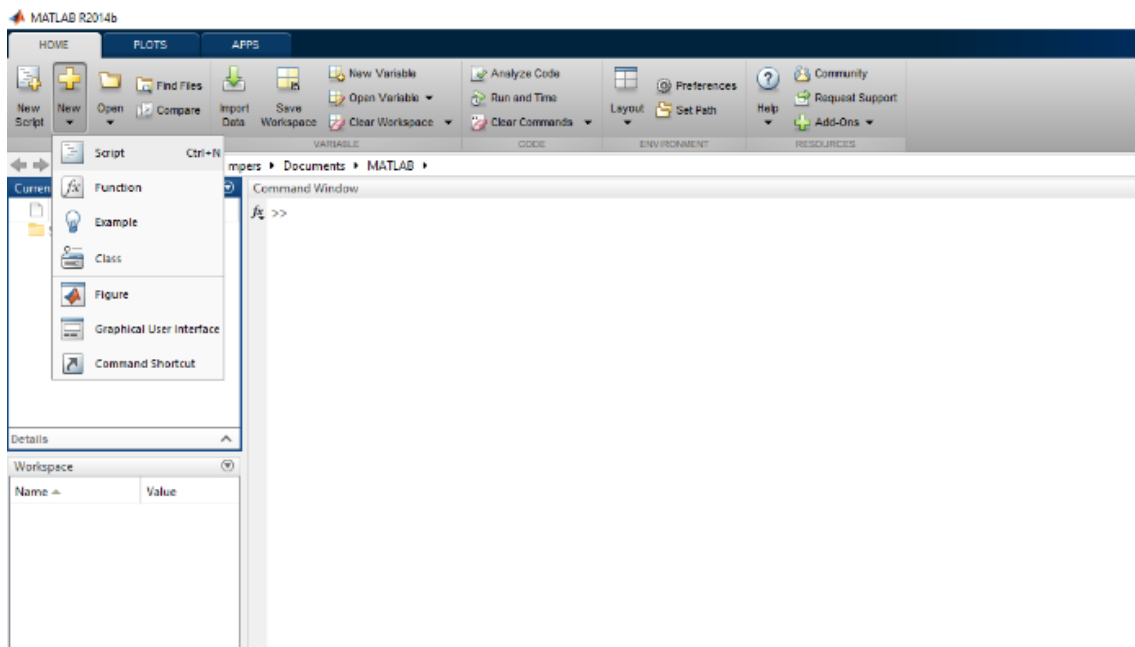 MATLAB R2014b
HOME PLOTS APPS
New Script
New
Open
Find Files
Compare
Import Data
Save Workspace
New Variable
Open Variable
Clear Workspace
Analyze Code
Run and Time
Clear Commands
Layout
Preferences
Set Path
Help
Community
Request Support
Add-Ons
VARIABLE CODE ENVIRONMENT RESOURCES
Script Ctrl+N
Function
Example
Class
Figure
Graphical User Interface
Command Shortcut
mpers Documents MATLAB
Curren
Command Window
fx >>
Details
Workspace
Name Value